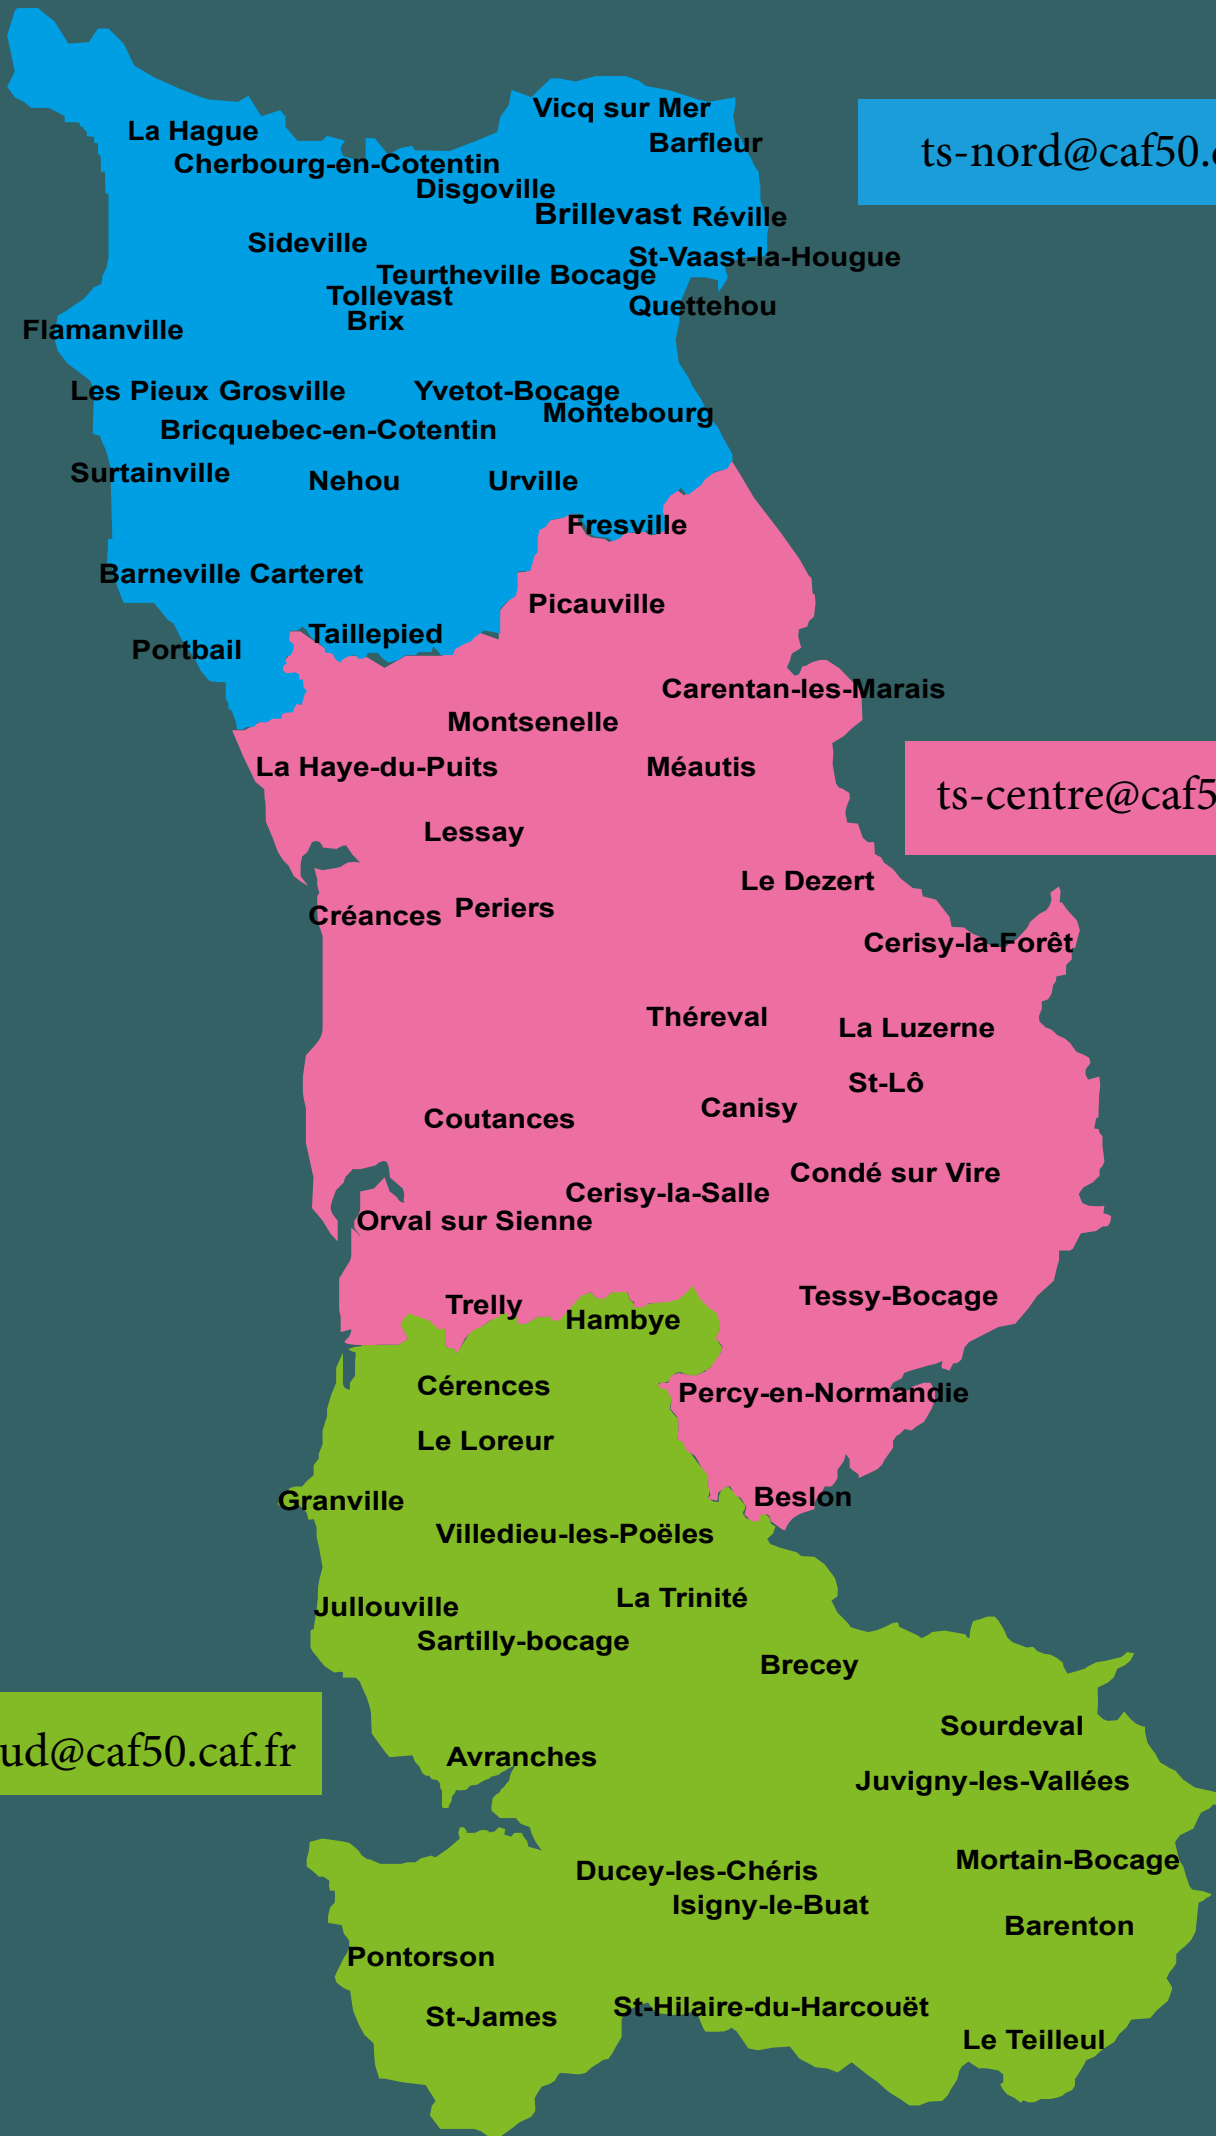 Vicq sur Mer
La Hague
Barfleur
ts-nord@caf50.
Cherbourg-en-Cotentin
Disgoville
Brillevast Réville
Sideville
St-Vaast-la-Hougue
Teurtheville Bocage
Tollevast
Quettehou
Brix
Flamanville
Les Pieux Grosville
Yvetot-Bocage
Montebourg
Bricquebec-en-Cotentin
Surtainville
Nehou
Urville
Fresville
Barneville Carteret
Picauville
Taillepied
Portbail
Carentan-les-Marais
Montsenelle
La Haye-du-Puits
Méautis
ts-centre@caf5
Lessay
Le Dezert
Créances
Periers
Cerisy-la-Forêt
Théreval
La Luzerne
St-Lô
Canisy
Coutances
Condé sur Vire
Cerisy-la-Salle
Orval sur Sienne
Tessy-Bocage
Trelly
Hambye
Cérences
Percy-en-Normandie
Le Loreur
Beslon
Granville
Villedieu-les-Poëles
La Trinité
Jullouville
Sartilly-bocage
Brecey
Sourdeval
ud@caf50.caf.fr
Avranches
Juvigny-les-Vallées
Mortain-Bocage
Ducey-les-Chéris
Isigny-le-Buat
Barenton
Pontorson
St-Hilaire-du-Harcouët
St-James
Le Teilleul